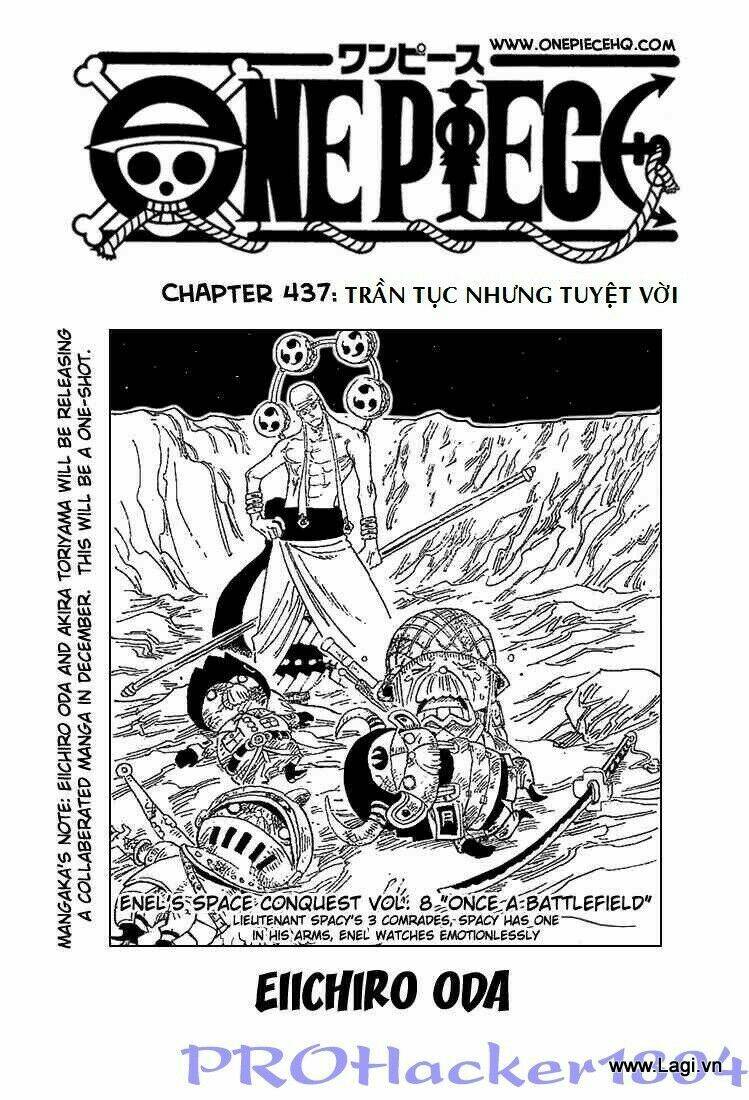 WWW.ONEPIECEHQ.COM
ワンピース
ONE PIECE
CHAPTER 437: TRẦN TỤC NHƯNG TUYỆT VỜI
MANGAKA'S NOTE: EIICHIRO ODA AND AKIRA TORIYAMA WILL BE RELEASING
A COLLABERATED MANGA IN DECEMBER. THIS WILL BE A ONE-SHOT.
ENEL'S SPACE CONQUEST VOL. 8 "ONCE A BATTLEFIELD"
LIEUTENANT SPACY'S 3 COMRADES, SPACY HAS ONE
IN HIS ARMS, ENEL WATCHES EMOTIONLESSLY
EIICHIRO ODA
PROHacker1804
www.Lagi.vn